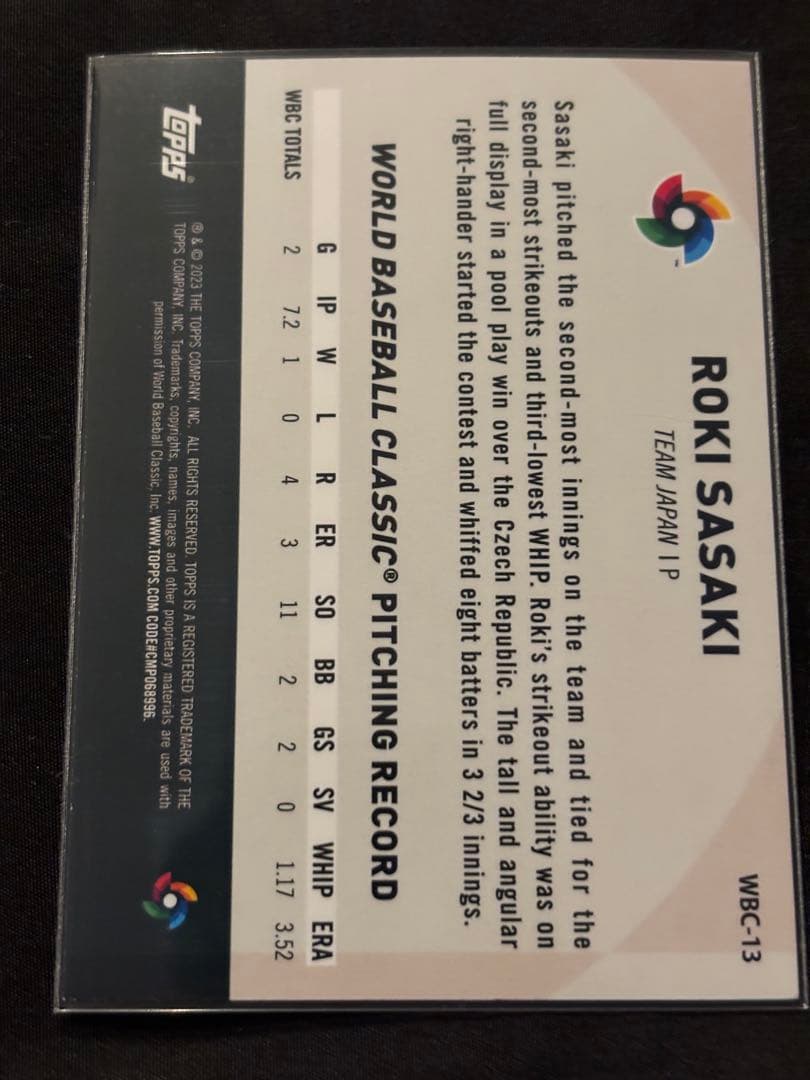 WBC-13
ROKI SASAKI
TEAM JAPAN | P
Sasaki pitched the second-most innings on the team and tied for the
second-most strikeouts and third-lowest WHIP. Roki's strikeout ability was on
full display in a pool play win over the Czech Republic. The tall and angular
right-hander started the contest and whiffed eight batters in 3 2/3 innings.
WORLD BASEBALL CLASSIC® PITCHING RECORD
G IP W L R ER SO BB GS SV WHIP ERA
WBC TOTALS 2 7.2 1 0 4 3 11 2 2 0 1.17 3.52
topps®
® & © 2023 THE TOPPS COMPANY, INC. ALL RIGHTS RESERVED. TOPPS IS A REGISTERED TRADEMARK OF THE
TOPPS COMPANY, INC. Trademarks, copyrights, names, images and other proprietary materials are used with
permission of World Baseball Classic, Inc. WWW.TOPPS.COM CODE#CMP068996.